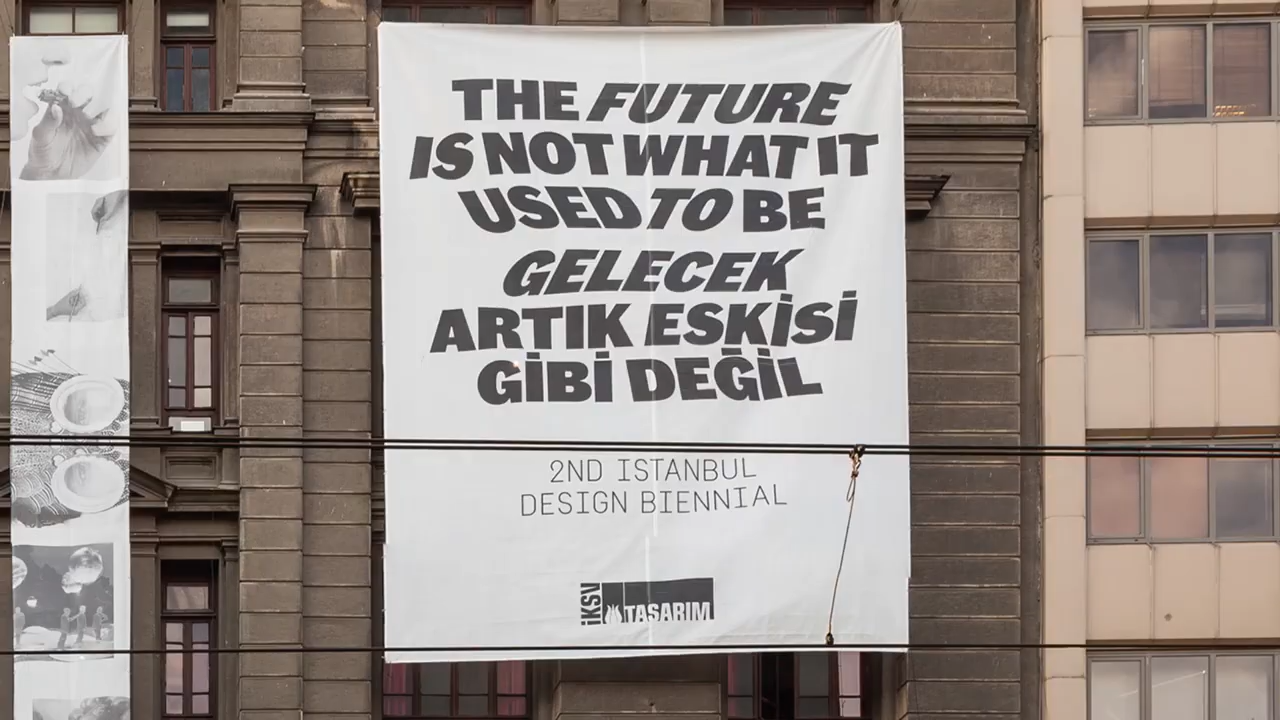 THE FUTURE
IS NOT WHAT IT
USED TO BE
GELECEK
ARTIK ESKİSİ
GİBİ DEĞİL
2ND ISTANBUL
DESIGN BIENNIAL
İKSV
TASARIM